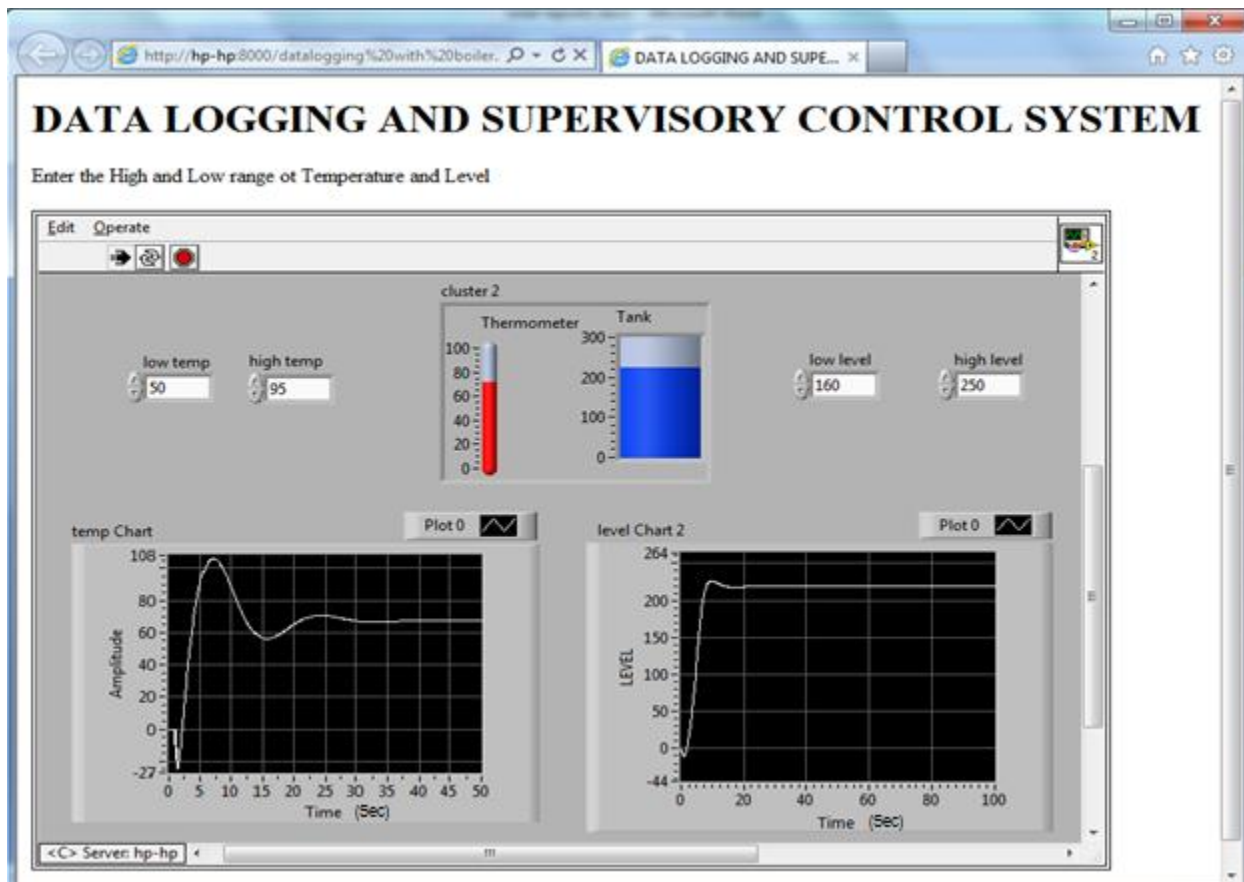 http://hp-hp:8000/datalogging%20with%20boiler.
DATA LOGGING AND SUPE...
DATA LOGGING AND SUPERVISORY CONTROL SYSTEM
Enter the High and Low range ot Temperature and Level
Edit Operate
2
cluster 2
Thermometer
Tank
100
80
60
40
20
0
300
200
100
0
low temp
50
high temp
95
low level
160
high level
250
temp Chart
Plot 0
108
80
60
40
20
0
-27
Amplitude
0 5 10 15 20 25 30 35 40 45 50
Time (Sec)
level Chart 2
Plot 0
264
200
150
100
50
0
-44
LEVEL
0 20 40 60 80 100
Time (Sec)
<C> Server: hp-hp